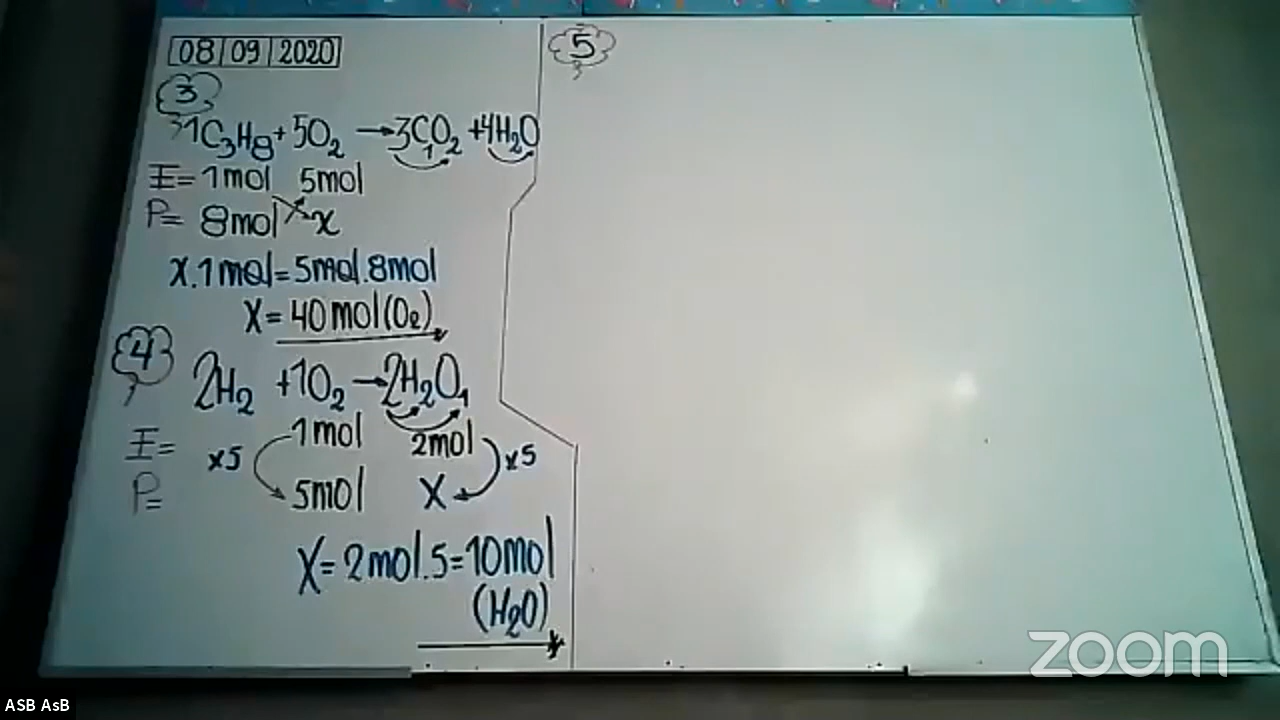 08|09|2020
3
1C₃H₈ + 5O₂ → 3CO₂ + 4H₂O
I = 1mol 5mol
P = 8mol x
x.1mol = 5mol.8mol
X = 40mol(O₂)
4
2H₂ + 1O₂ → 2H₂O₁
I = 1mol 2mol
x5 x5
P = 5mol X
X = 2mol.5 = 10mol
(H₂O)
5
zoom
ASB AsB